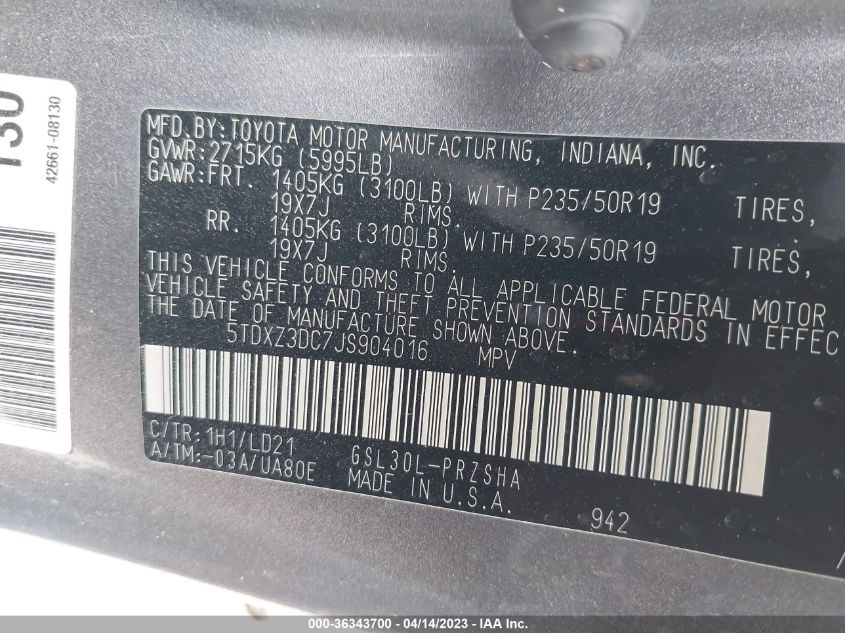 130
42661-08130
MFD.BY:TOYOTA MOTOR MANUFACTURING, INDIANA, INC.
GVWR:2715KG (5995LB)
GAWR:FRT. 1405KG (3100LB) WITH P235/50R19 TIRES,
19X7J RIMS.
RR. 1405KG (3100LB) WITH P235/50R19 TIRES,
19X7J RIMS.
THIS VEHICLE CONFORMS TO ALL APPLICABLE FEDERAL MOTOR
VEHICLE SAFETY AND THEFT PREVENTION STANDARDS IN EFFEC
THE DATE OF MANUFACTURE SHOWN ABOVE.
5TDXZ3DC7JS904016 MPV
C/TR:1H1/LD21 GSL30L-PRZSHA
A/TM:-03A/UA80E MADE IN U.S.A.
942
000-36343700 - 04/14/2023 - © IAA Holdings, LLC.